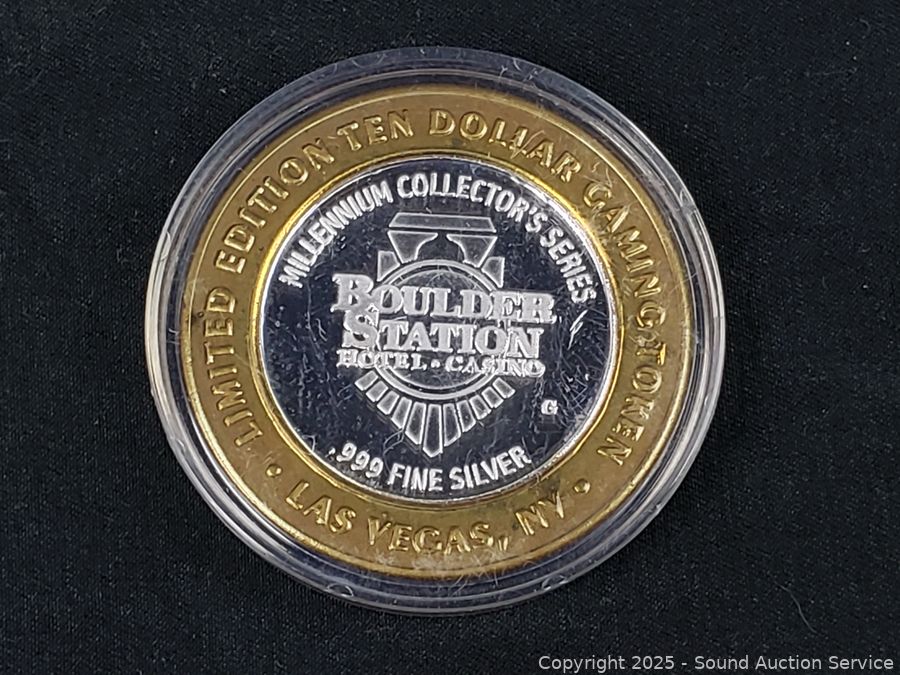 LIMITED EDITION TEN DOLLAR GAMING TOKEN
MILLENNIUM COLLECTOR'S SERIES
BOULDER
STATION
HOTEL • CASINO
G
.999 FINE SILVER
• LAS VEGAS, NV •
Copyright 2025 - Sound Auction Service